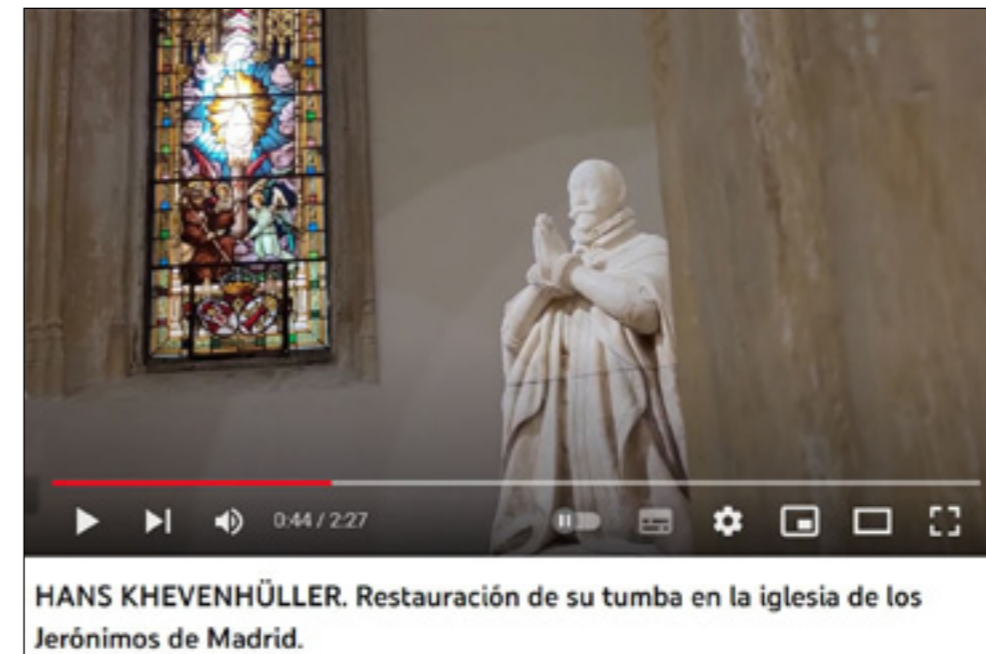 0:44 / 2:27
HANS KHEVENHÜLLER. Restauración de su tumba en la iglesia de los
Jerónimos de Madrid.